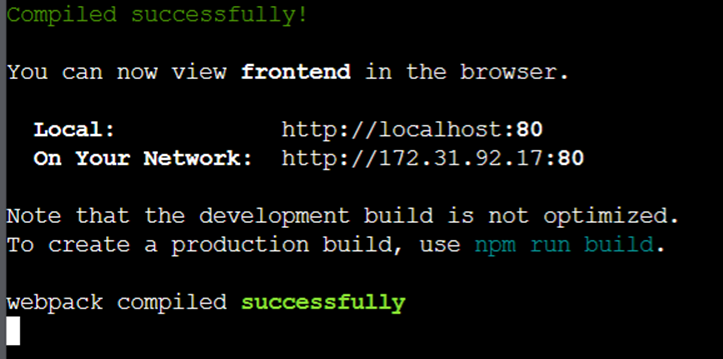 Compiled successfully!
You can now view frontend in the browser.
Local: http://localhost:80
On Your Network: http://172.31.92.17:80
Note that the development build is not optimized.
To create a production build, use npm run build.
webpack compiled successfully